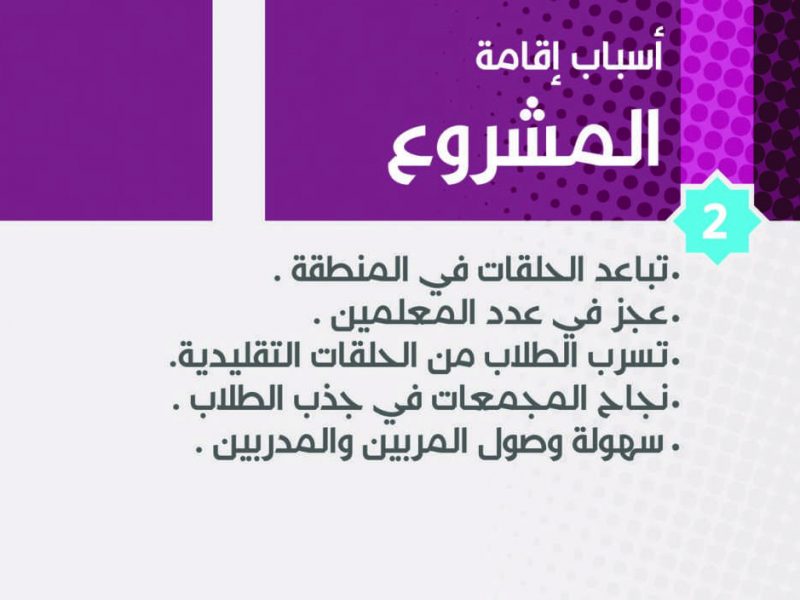 أسباب إقامة
المشروع
2
•تباعد الحلقات في المنطقة .
•عجز في عدد المعلمين .
•تسرب الطلاب من الحلقات التقليدية.
•نجاح المجمعات في جذب الطلاب .
• سهولة وصول المربين والمدربين .